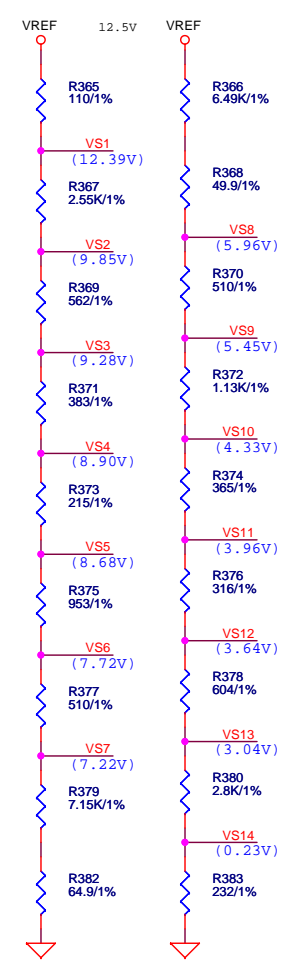 VREF 12.5V VREF
R365
110/1%
VS1
(12.39V)
R367
2.55K/1%
VS2
(9.85V)
R369
562/1%
VS3
(9.28V)
R371
383/1%
VS4
(8.90V)
R373
215/1%
VS5
(8.68V)
R375
953/1%
VS6
(7.72V)
R377
510/1%
VS7
(7.22V)
R379
7.15K/1%
R382
64.9/1%
R366
6.49K/1%
R368
49.9/1%
VS8
(5.96V)
R370
510/1%
VS9
(5.45V)
R372
1.13K/1%
VS10
(4.33V)
R374
365/1%
VS11
(3.96V)
R376
316/1%
VS12
(3.64V)
R378
604/1%
VS13
(3.04V)
R380
2.8K/1%
VS14
(0.23V)
R383
232/1%